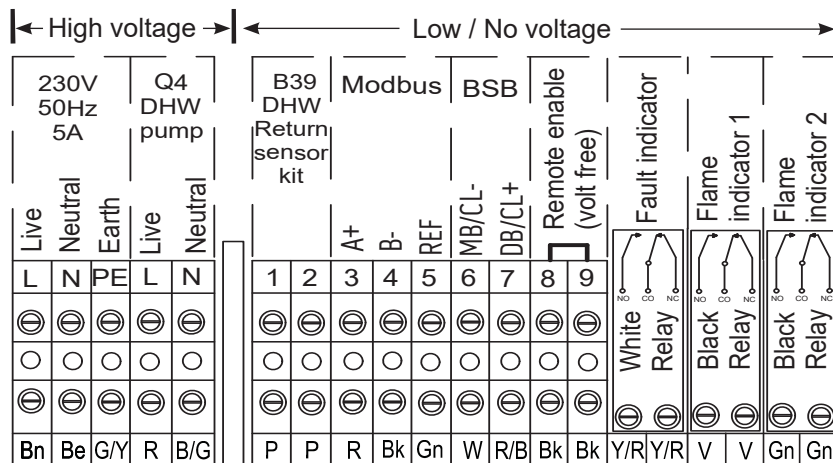 High voltage
Low / No voltage
230V
50Hz
5A
Q4
DHW
pump
B39
DHW
Return
sensor
kit
Modbus
BSB
Remote enable
(volt free)
Fault indicator
Flame
indicator 1
Flame
indicator 2
Live
Neutral
Earth
Live
Neutral
A+
B-
REF
MB/CL-
DB/CL+
L N PE L N 1 2 3 4 5 6 7 8 9
NO CO NC NO CO NC NO CO NC
White
Relay
Black
Relay
Black
Relay
Bn Be G/Y R B/G P P R Bk Gn W R/B Bk Bk Y/R Y/R V V Gn Gn